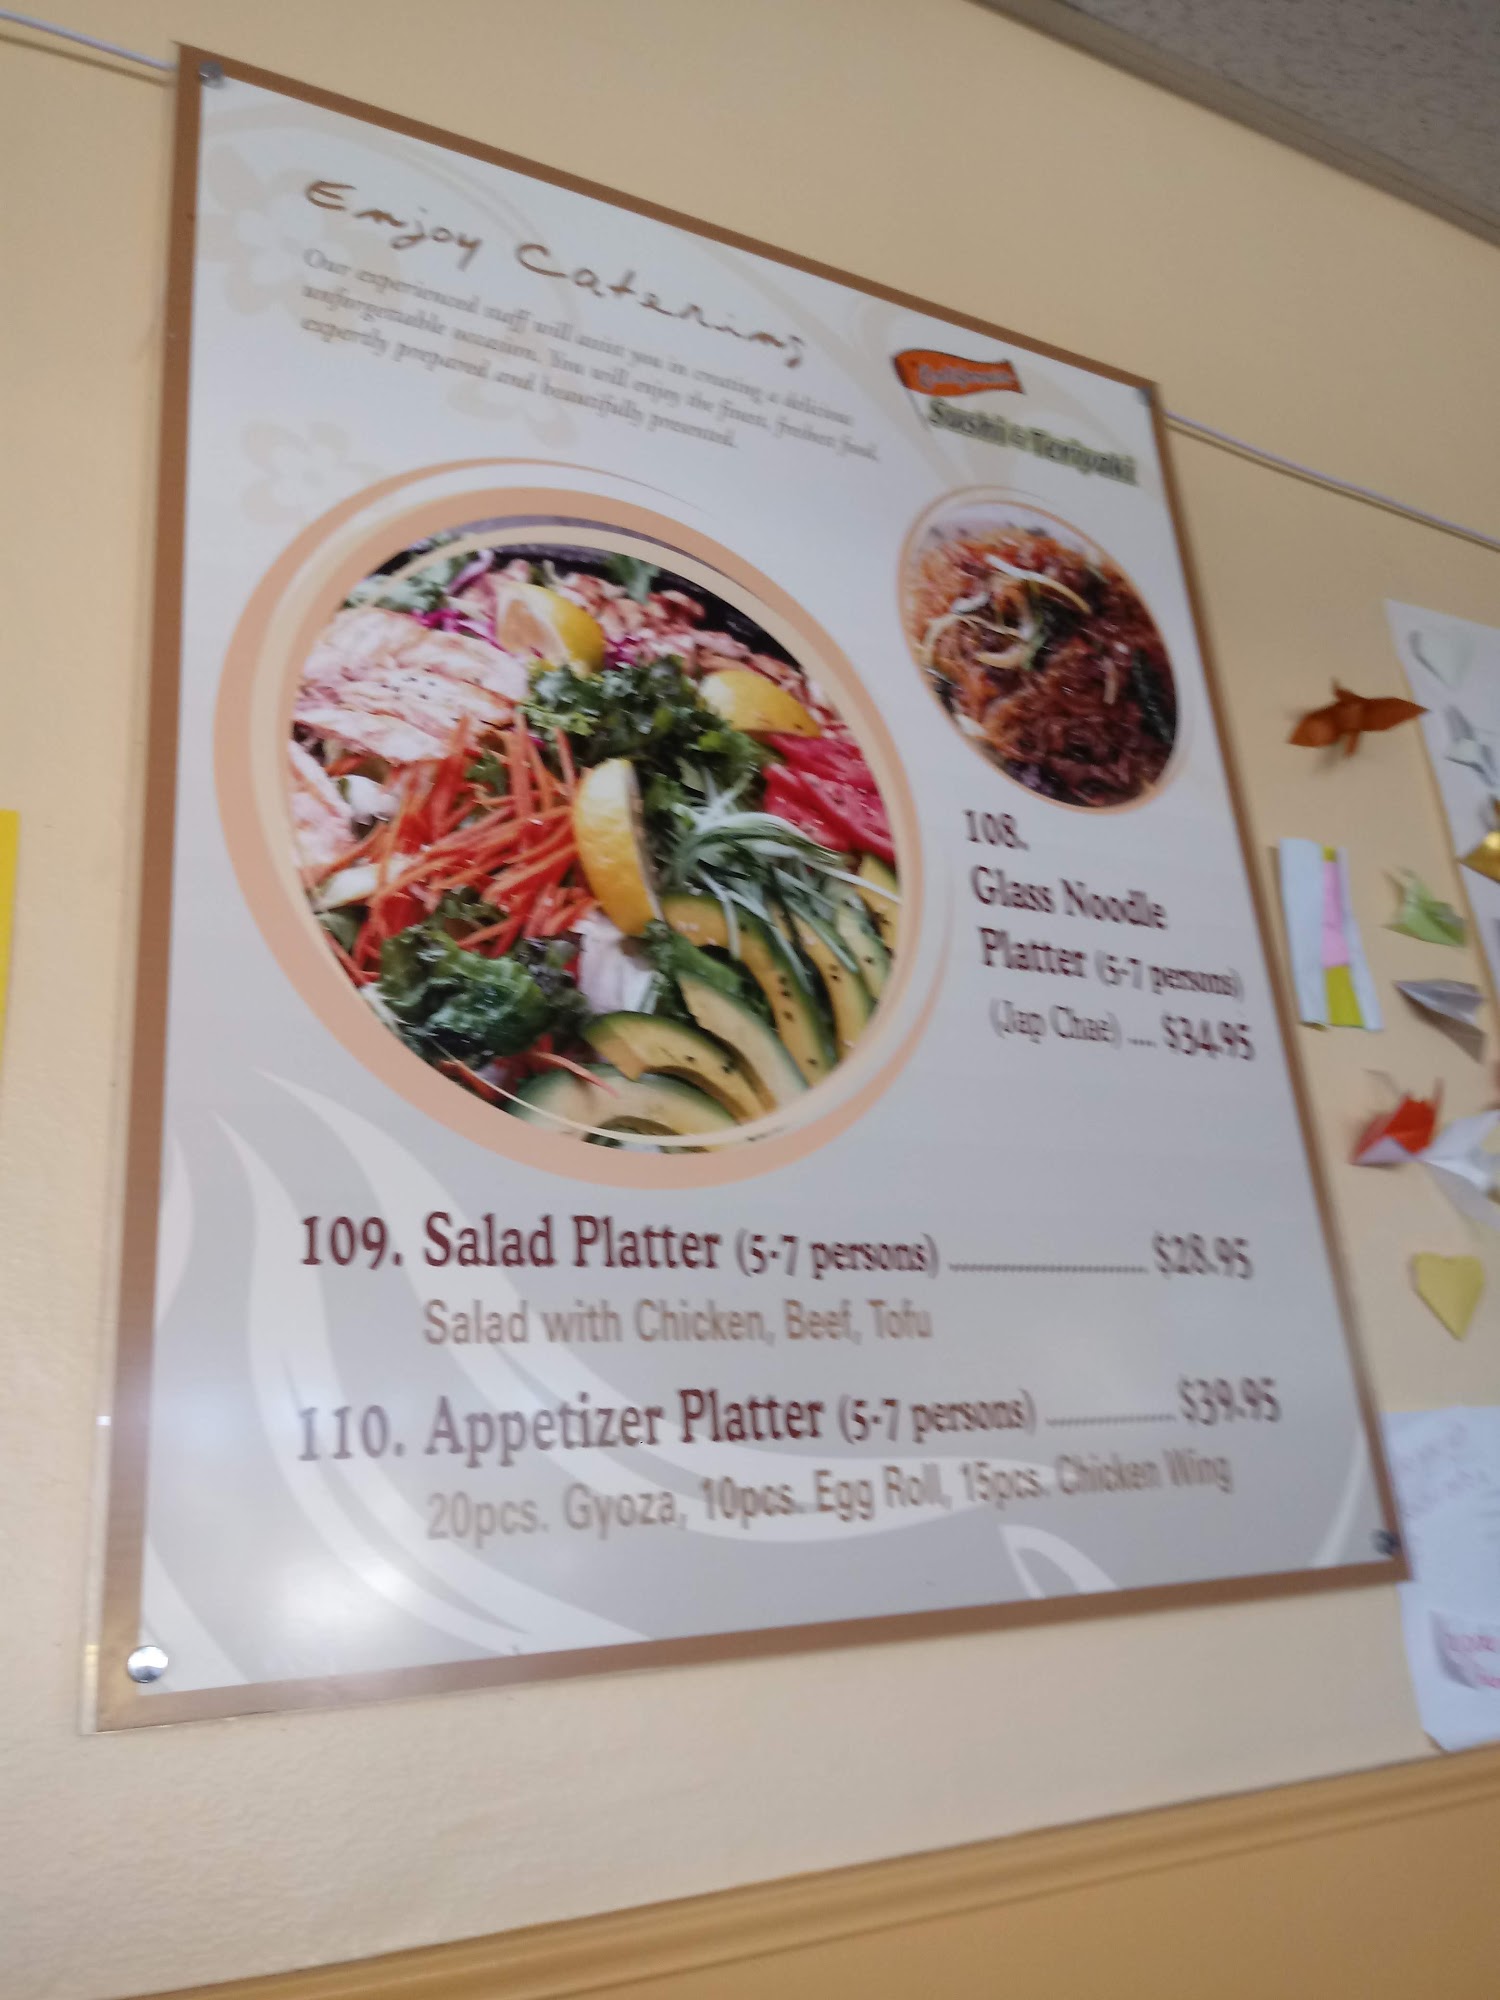 Enjoy Catering
Our experienced staff will assist you in creating a delicious
unforgettable occasion. You will enjoy the finest, freshest food,
expertly prepared and beautifully presented.
Sushi & Teriyaki
108.
Glass Noodle
Platter (5-7 persons)
(Jap Chae) .... $34.95
109. Salad Platter (5-7 persons) ........................ $28.95
Salad with Chicken, Beef, Tofu
110. Appetizer Platter (5-7 persons) ............... $39.95
20pcs. Gyoza, 10pcs. Egg Roll, 15pcs. Chicken Wing